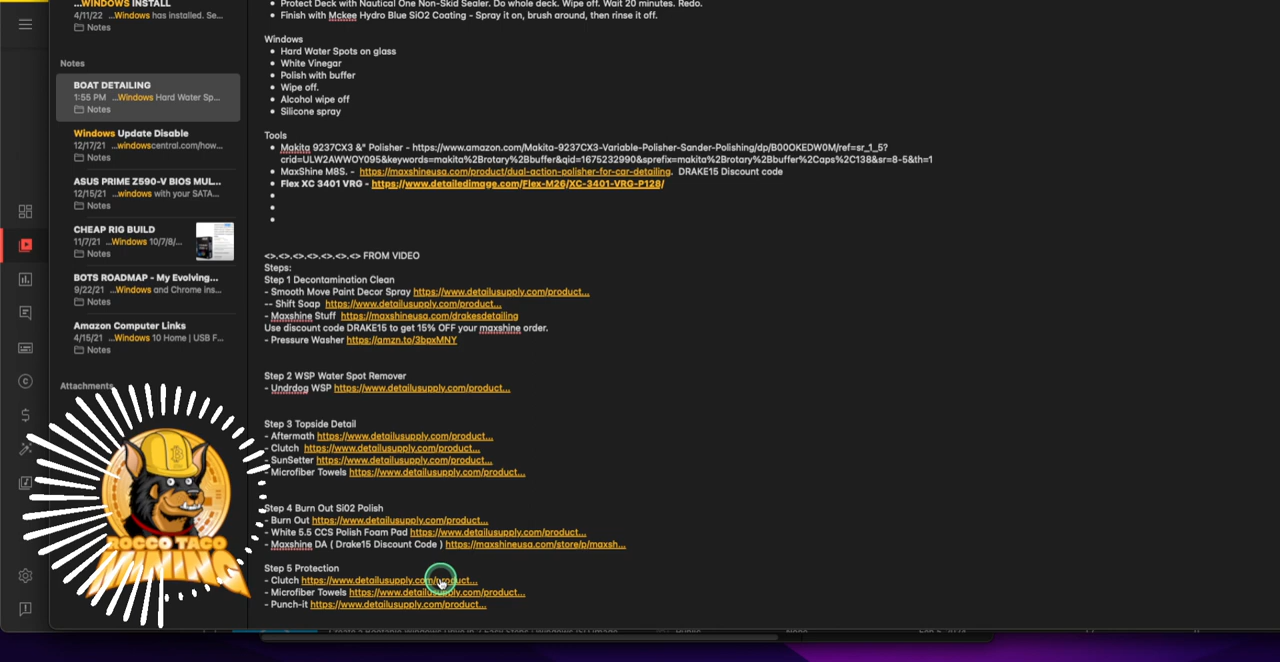 ...WINDOWS INSTALL
4/11/22 ...Windows has installed. Se...
Notes
Notes
BOAT DETAILING
1:55 PM ...Windows Hard Water Sp...
Notes
Windows Update Disable
12/17/21 ...windowscentral.com/how...
Notes
ASUS PRIME Z590-V BIOS MUL...
12/15/21 ...windows with your SATA...
Notes
CHEAP RIG BUILD
11/7/21 ...Windows 10/7/8/...
Notes
BOTS ROADMAP - My Evolving...
9/22/21 ...Windows and Chrome ins...
Notes
Amazon Computer Links
4/15/21 ...Windows 10 Home | USB F...
Notes
Attachments
ROCCO TACO
MINING
• Protect Deck with Nautical One Non-Skid Sealer. Do whole deck. Wipe off. Wait 20 minutes. Redo.
• Finish with Mckee Hydro Blue SiO2 Coating - Spray it on, brush around, then rinse it off.
Windows
• Hard Water Spots on glass
• White Vinegar
• Polish with buffer
• Wipe off.
• Alcohol wipe off
• Silicone spray
Tools
• Makita 9237CX3 &" Polisher - https://www.amazon.com/Makita-9237CX3-Variable-Polisher-Sander-Polishing/dp/B00OKEDW0M/ref=sr_1_5?
crid=ULW2AWWOY095&keywords=makita%2Brotary%2Bbuffer&qid=1675232990&sprefix=makita%2Brotary%2Bbuffer%2Caps%2C138&sr=8-5&th=1
• MaxShine M8S. - https://maxshineusa.com/product/dual-action-polisher-for-car-detailing. DRAKE15 Discount code
• Flex XC 3401 VRG - https://www.detailedimage.com/Flex-M26/XC-3401-VRG-P128/
•
•
•
<>.<>.<>.<>.<>.<>.<> FROM VIDEO
Steps:
Step 1 Decontamination Clean
- Smooth Move Paint Decor Spray https://www.detailusupply.com/product...
-- Shift Soap https://www.detailusupply.com/product...
- Maxshine Stuff https://maxshineusa.com/drakesdetailing
Use discount code DRAKE15 to get 15% OFF your maxshine order.
- Pressure Washer https://amzn.to/3bpxMNY
Step 2 WSP Water Spot Remover
- Undrdog WSP https://www.detailusupply.com/product...
Step 3 Topside Detail
- Aftermath https://www.detailusupply.com/product...
- Clutch https://www.detailusupply.com/product...
- SunSetter https://www.detailusupply.com/product...
- Microfiber Towels https://www.detailusupply.com/product...
Step 4 Burn Out Si02 Polish
- Burn Out https://www.detailusupply.com/product...
- White 5.5 CCS Polish Foam Pad https://www.detailusupply.com/product...
- Maxshine DA ( Drake15 Discount Code ) https://maxshineusa.com/store/p/maxsh...
Step 5 Protection
- Clutch https://www.detailusupply.com/product...
- Microfiber Towels https://www.detailusupply.com/product...
- Punch-it https://www.detailusupply.com/product...